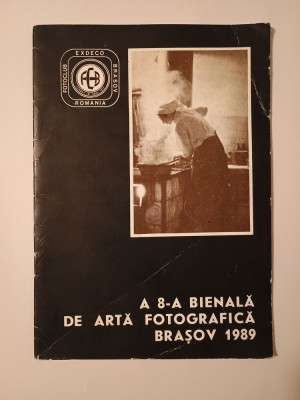 EXDECO
FOTOCLUB
BRAȘOV
ROMANIA
A 8-A BIENALĂ
DE ARTĂ FOTOGRAFICĂ
BRAȘOV 1989